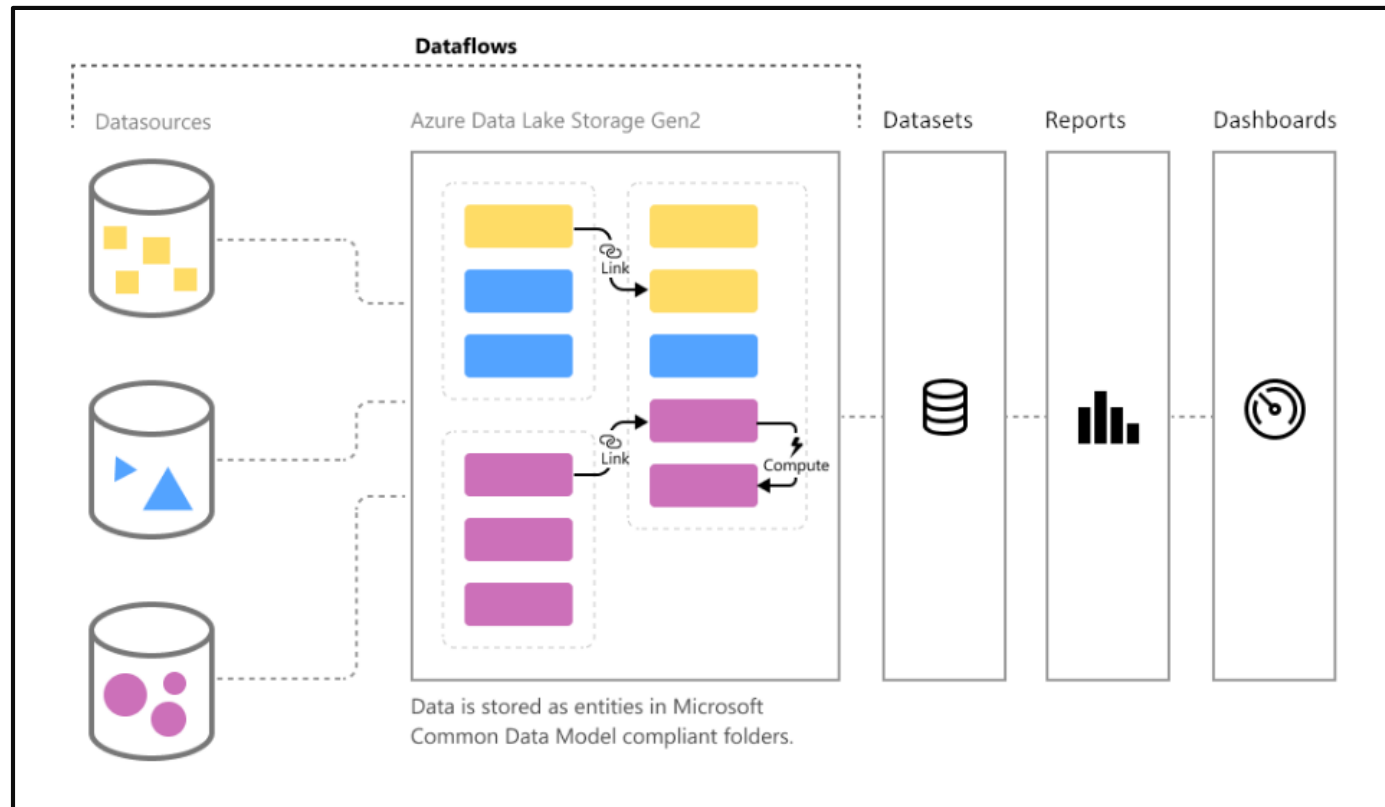 Dataflows
Datasources
Azure Data Lake Storage Gen2
Datasets
Reports
Dashboards
Link
Link
Compute
Data is stored as entities in Microsoft
Common Data Model compliant folders.